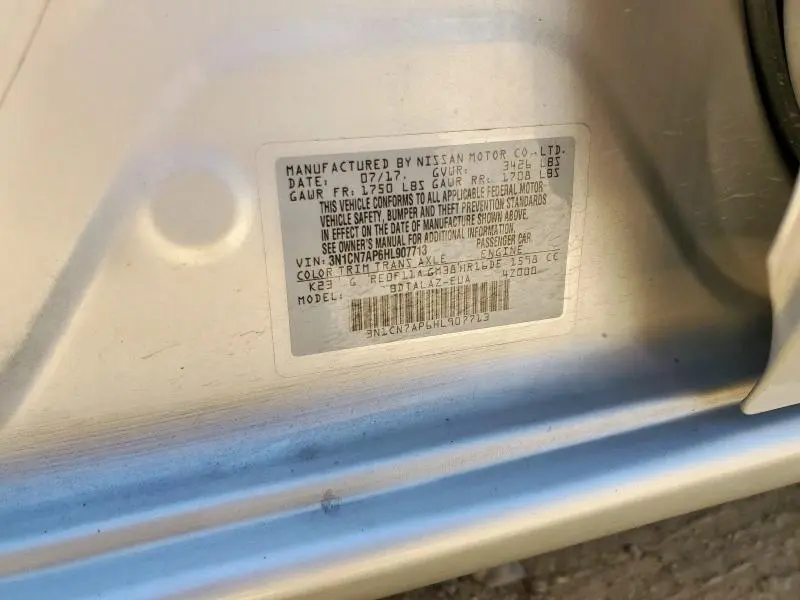 MANUFACTURED BY NISSAN MOTOR CO., LTD.
DATE: 07/17. GVWR: 3426 LBS
GAWR FR: 1750 LBS GAWR RR: 1708 LBS
THIS VEHICLE CONFORMS TO ALL APPLICABLE FEDERAL MOTOR
VEHICLE SAFETY, BUMPER AND THEFT PREVENTION STANDARDS
IN EFFECT ON THE DATE OF MANUFACTURE SHOWN ABOVE.
SEE OWNER'S MANUAL FOR ADDITIONAL INFORMATION.
VIN: 3N1CN7AP6HL907713 PASSENGER CAR
COLOR TRIM TRANS AXLE ENGINE
K23 G RE0F11A GM38 HR16DE 1598 CC
MODEL: BDTALAZ-EUA 42000
3N1CN7AP6HL907713